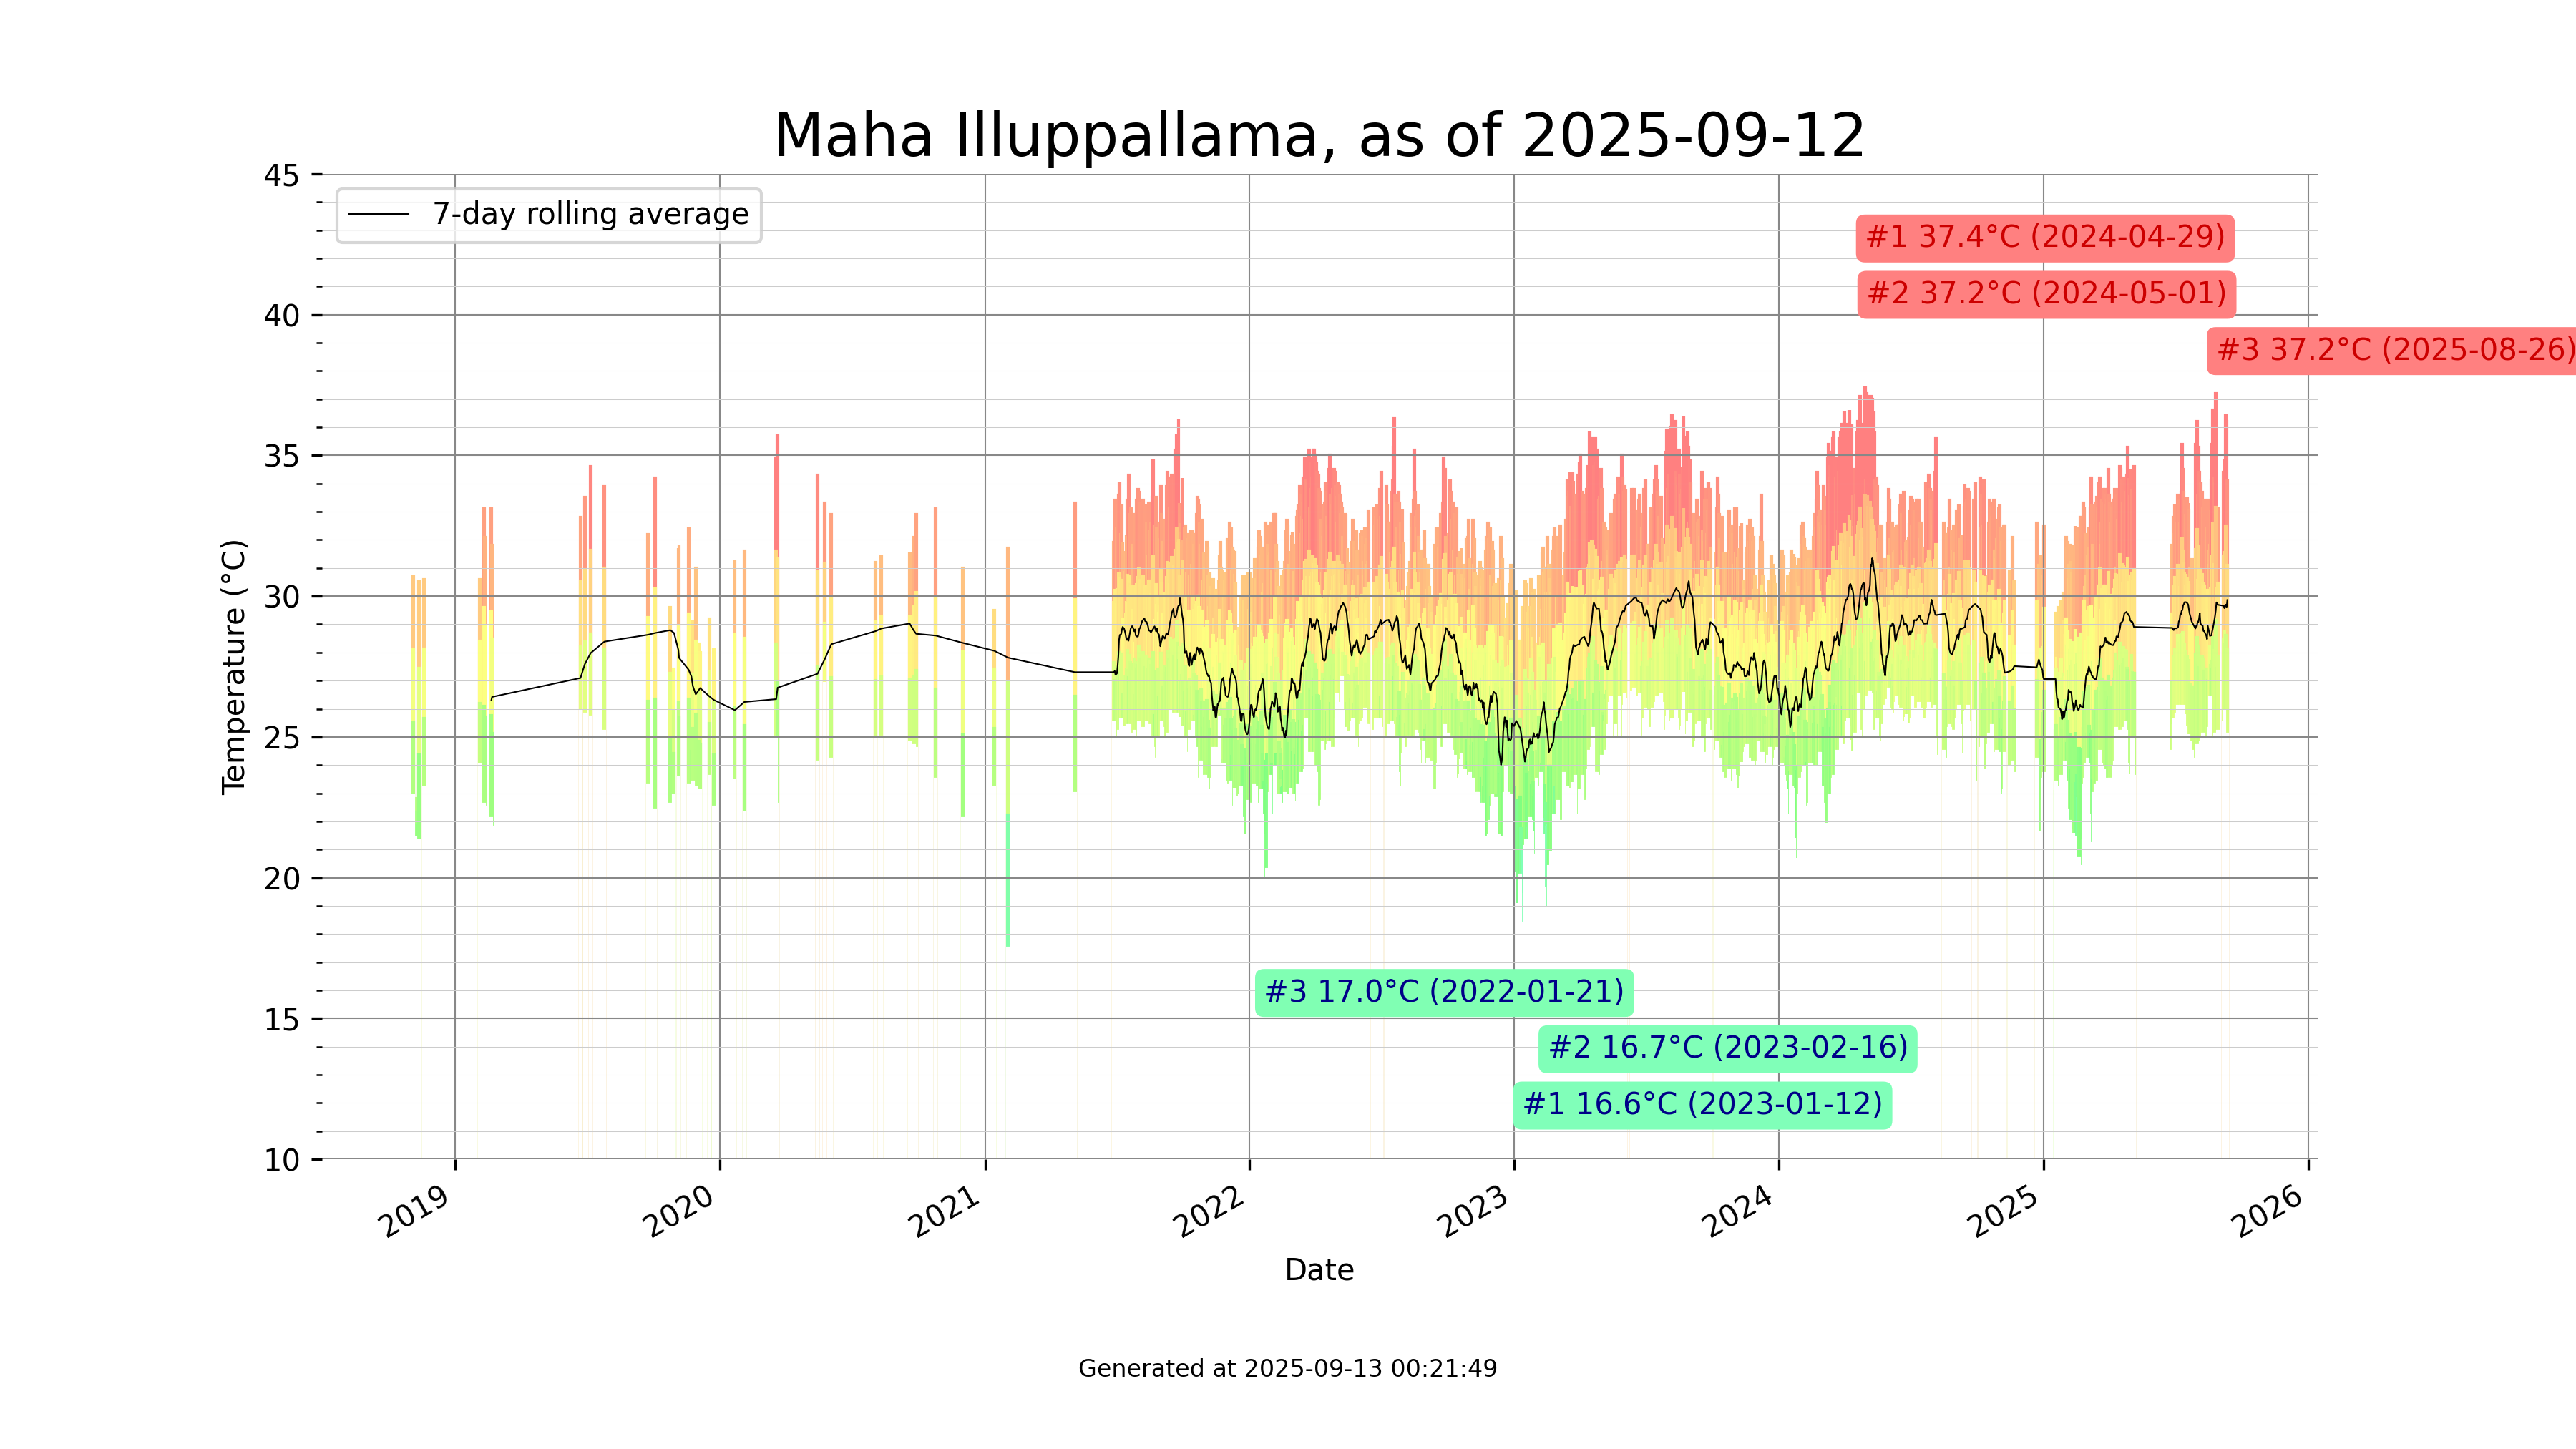 Maha Illuppallama, as of 2025-09-12
7-day rolling average
#1 37.4°C (2024-04-29)
#2 37.2°C (2024-05-01)
#3 37.2°C (2025-08-26)
#3 17.0°C (2022-01-21)
#2 16.7°C (2023-02-16)
#1 16.6°C (2023-01-12)
Temperature (°C)
45
40
35
30
25
20
15
10
2019
2020
2021
2022
2023
2024
2025
2026
Date
Generated at 2025-09-13 00:21:49